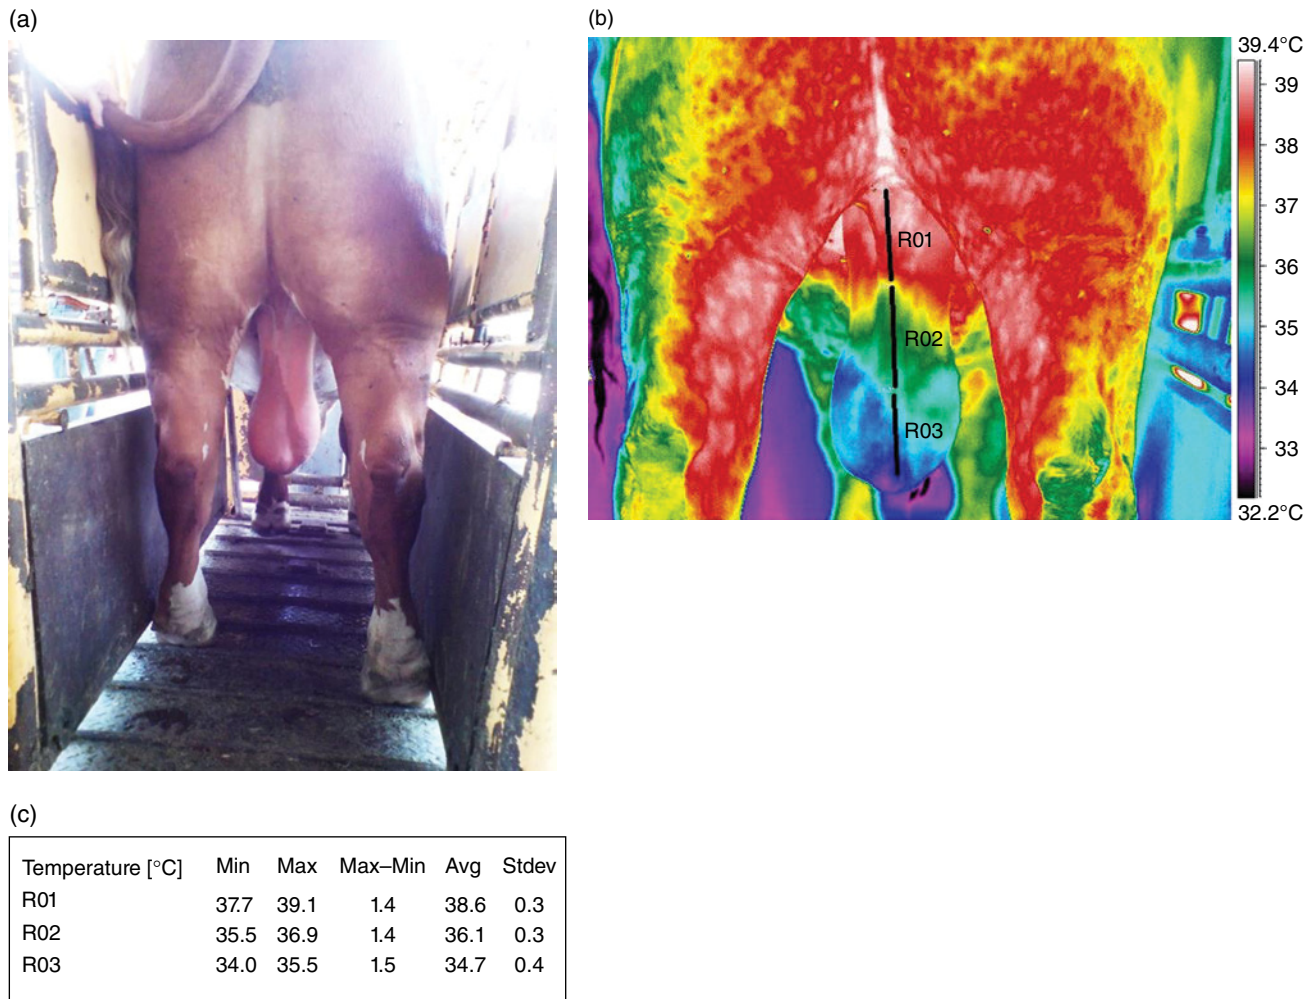 (a)
(b)
39.4°C
39
38
37
36
35
34
33
32.2°C
R01
R02
R03
(c)
Temperature [°C] Min Max Max–Min Avg Stdev
R01 37.7 39.1 1.4 38.6 0.3
R02 35.5 36.9 1.4 36.1 0.3
R03 34.0 35.5 1.5 34.7 0.4